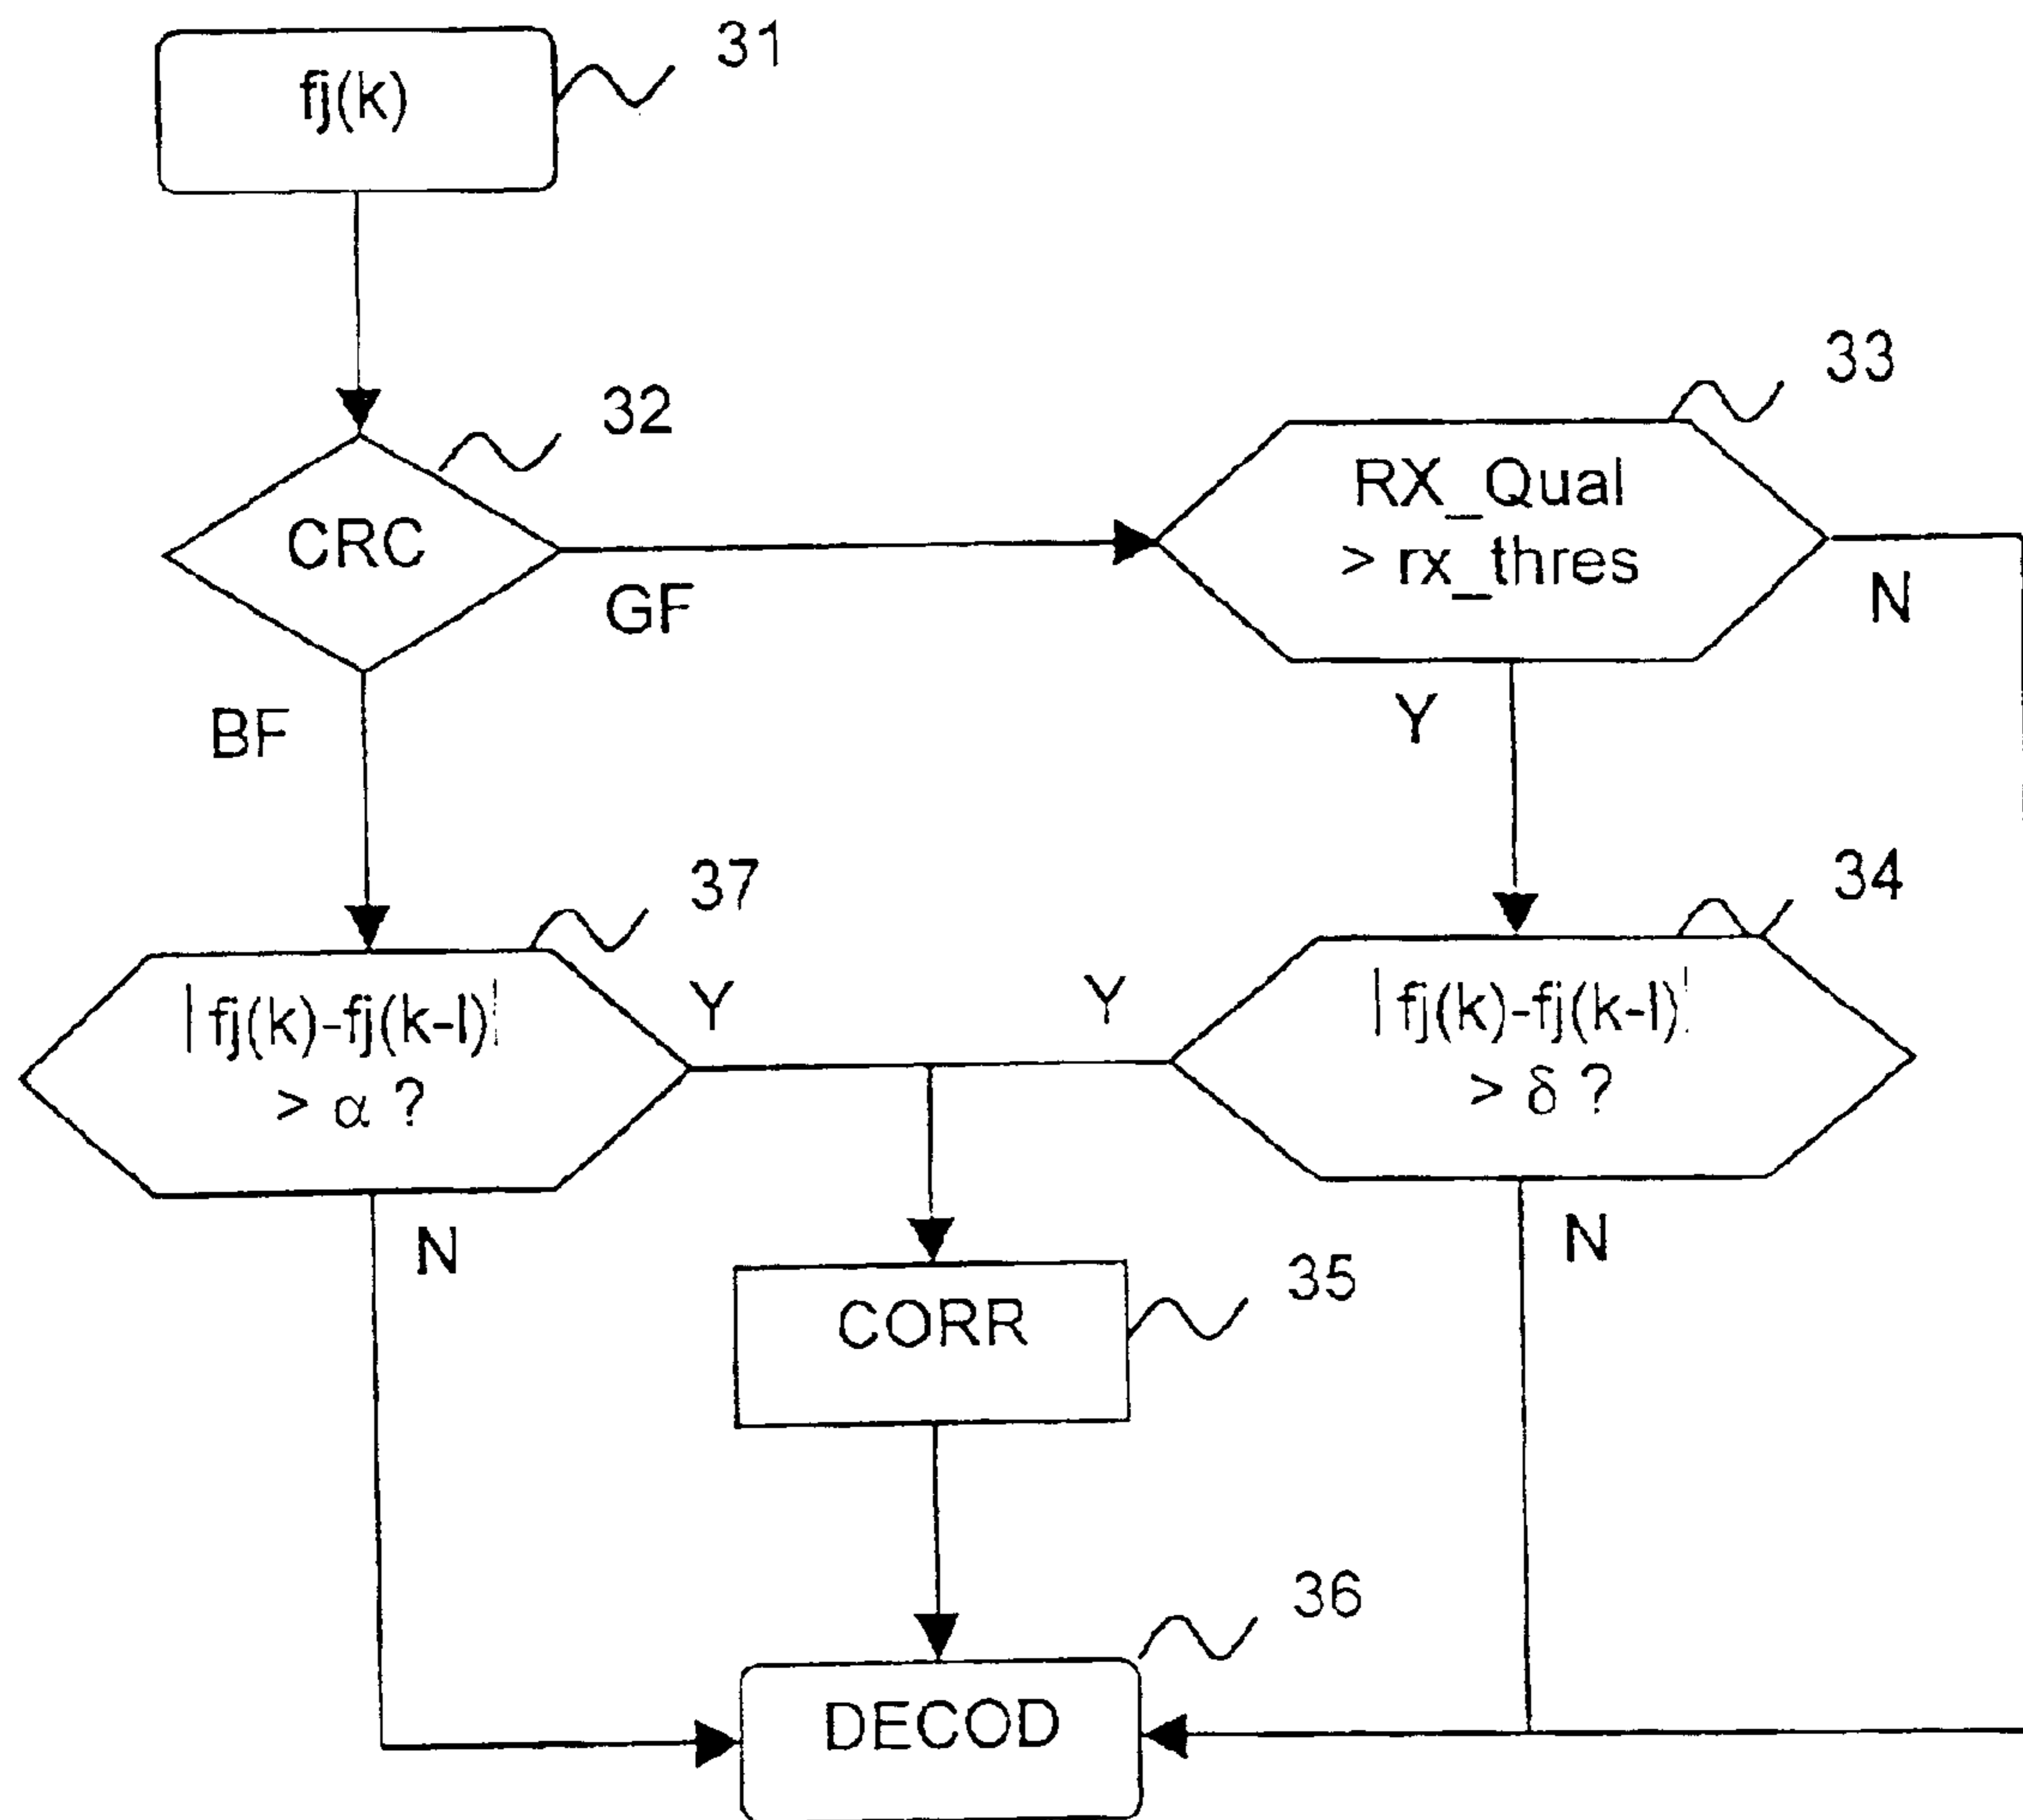 31
fj(k)
32
33
CRC
RX_Qual
> rx_thres
GF
N
BF
Y
37
34
|fj(k)-fj(k-l)|
> α ?
Y
Y
|fj(k)-fj(k-l)|
> δ ?
N
N
35
CORR
36
DECOD